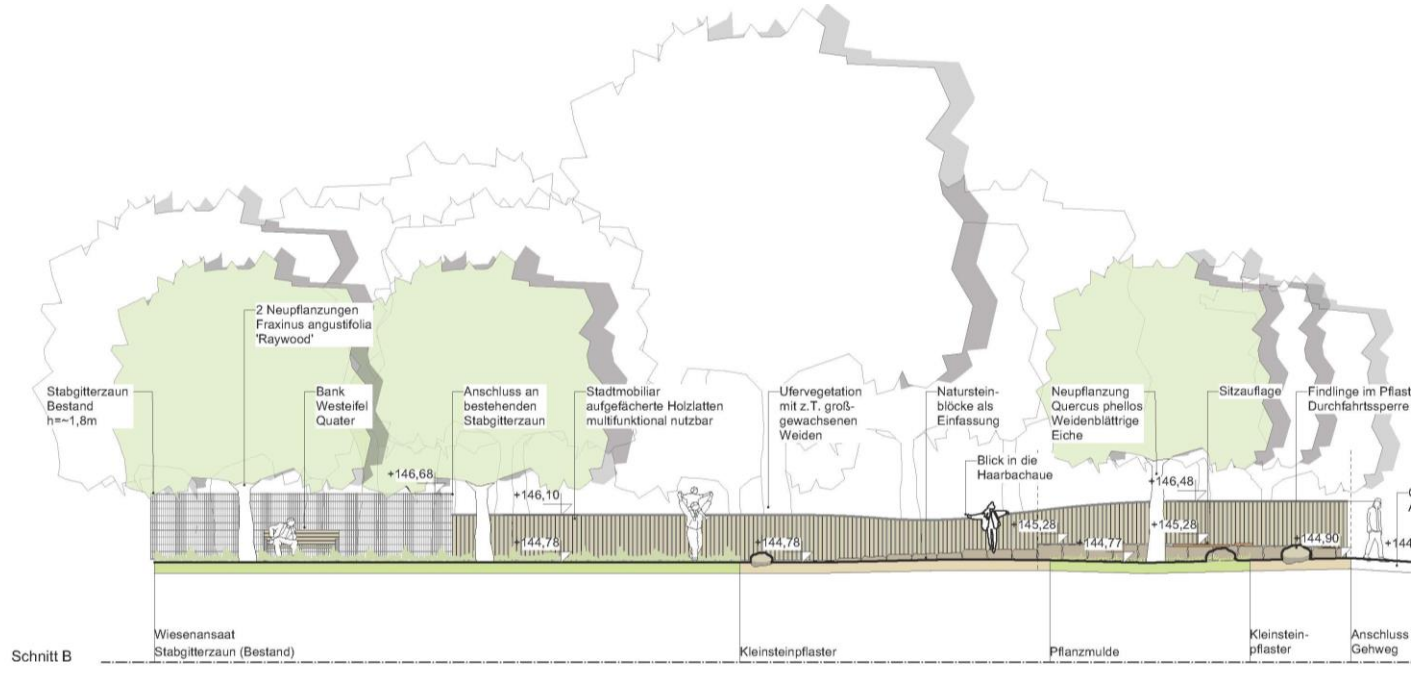 2 Neupflanzungen
Fraxinus angustifolia
'Raywood'
Stabgitterzaun
Bestand
h=~1,8m
Bank
Westeifel
Quater
Anschluss an
bestehenden
Stabgitterzaun
Stadtmobiliar
aufgefächerte Holzlatten
multifunktional nutzbar
Ufervegetation
mit z.T. groß-
gewachsenen
Weiden
Naturstein-
blöcke als
Einfassung
Neupflanzung
Quercus phellos
Weidenblättrige
Eiche
Sitzauflage
Findlinge im Pflast
Durchfahrtssperre
Blick in die
Haarbachaue
+146,68
+146,10
+144,78
+144,78
+145,28
+146,48
+145,28
+144,77
+144,90
+144
Wiesenansaat
Stabgitterzaun (Bestand)
Kleinsteinpflaster
Pflanzmulde
Kleinstein-
pflaster
Anschluss
Gehweg
Schnitt B